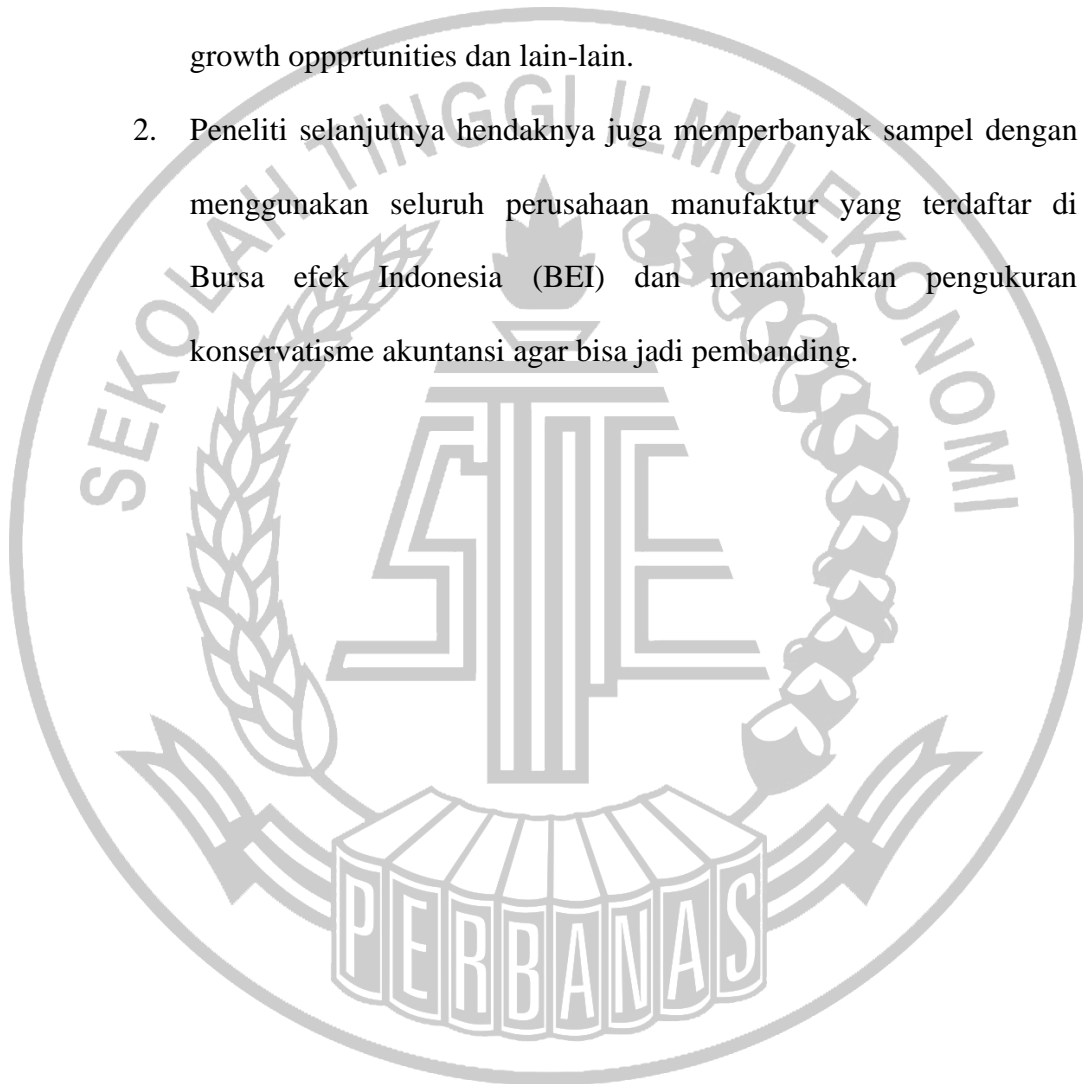 growth oppprtunities dan lain-lain.
2. Peneliti selanjutnya hendaknya juga memperbanyak sampel dengan
menggunakan seluruh perusahaan manufaktur yang terdaftar di
Bursa efek Indonesia (BEI) dan menambahkan pengukuran
konservatisme akuntansi agar bisa jadi pembanding.
SEKOLAH TINGGI ILMU EKONOMI
STIE
PERBANAS